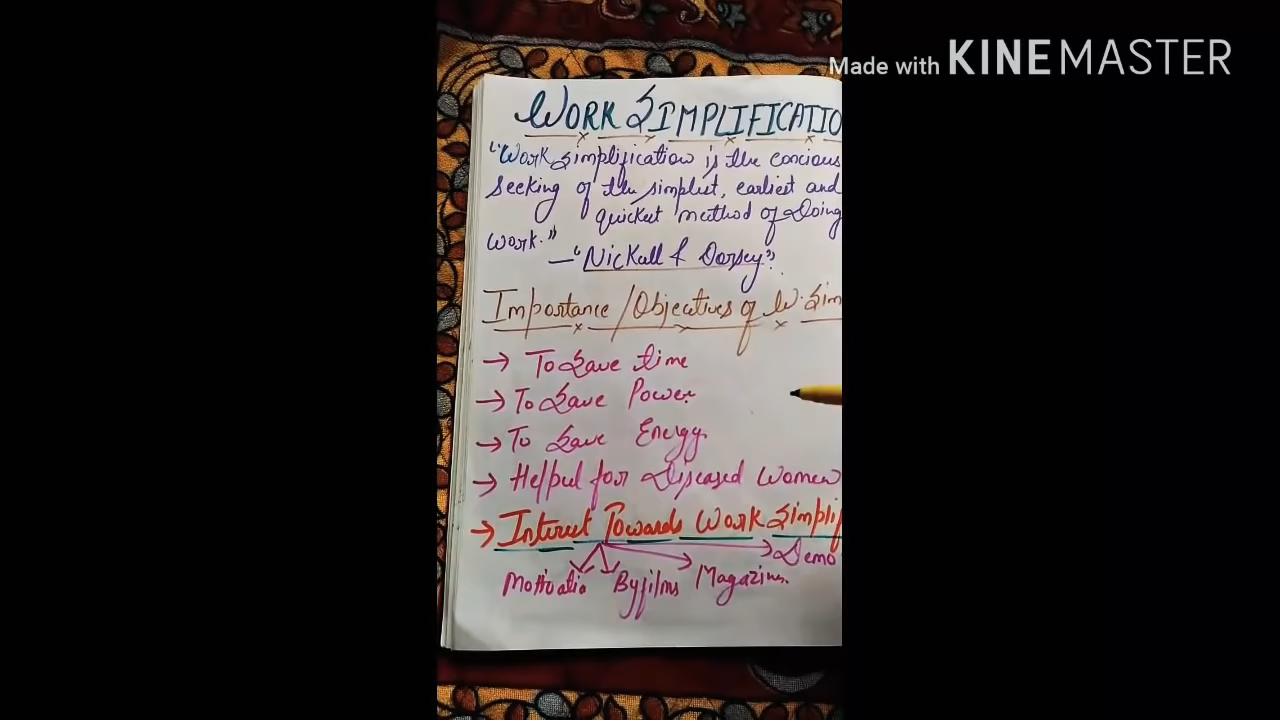 Made with KINEMASTER
WORK SIMPLIFICATIO
"Work simplification is the concious
seeking of the simplest, earliest and
quickest method of Doing
work."
— "Nickell & Dorsey".
Importance / Objectives of W. Sim
→ To Save time
→ To Save Power
→ To Save Energy
→ Helpful for Diseased Women
→ Interest Towards Work Simplif
Demo
Motivatio By films Magazines